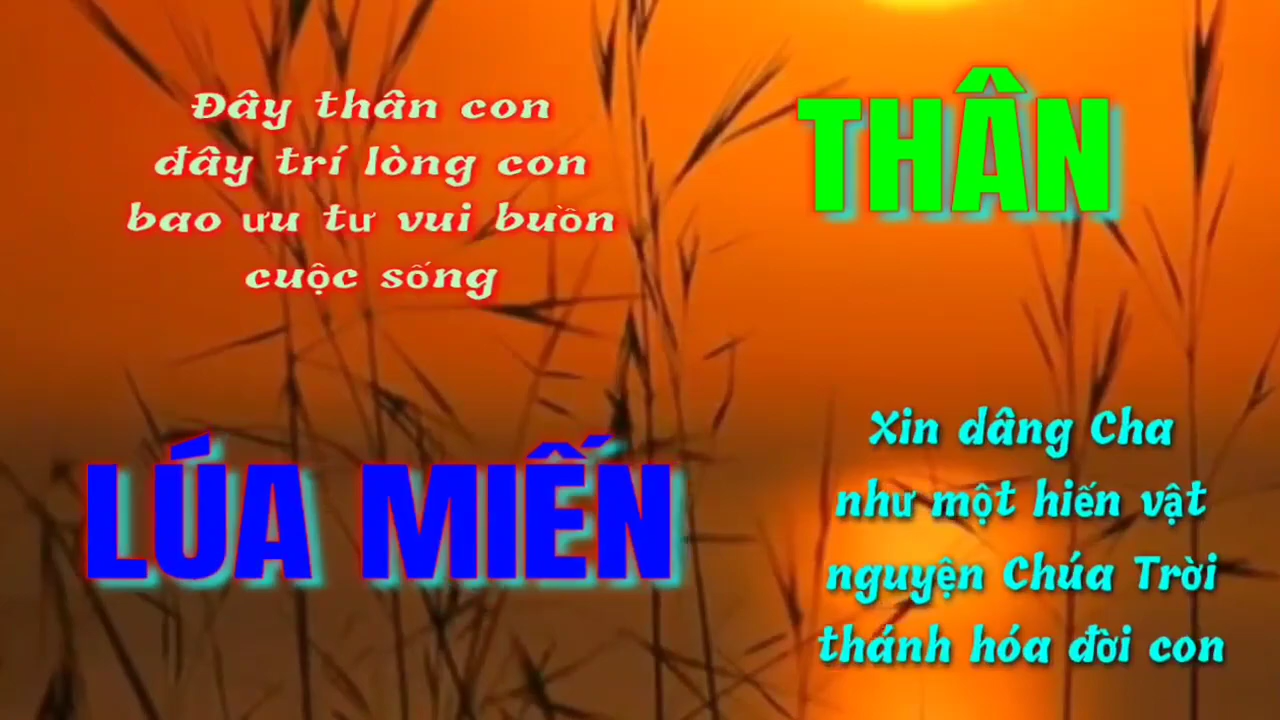 Đây thân con
đây trí lòng con
bao ưu tư vui buồn
cuộc sống
THÂN
LÚA MIẾN
Xin dâng Cha
như một hiến vật
nguyện Chúa Trời
thánh hóa đời con